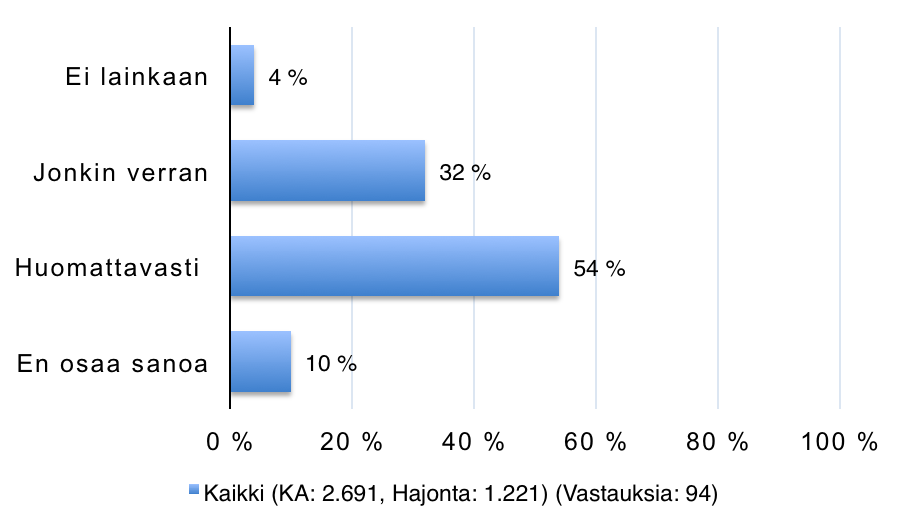 Ei lainkaan 4 %
Jonkin verran 32 %
Huomattavasti 54 %
En osaa sanoa 10 %
0 % 20 % 40 % 60 % 80 % 100 %
Kaikki (KA: 2.691, Hajonta: 1.221) (Vastauksia: 94)